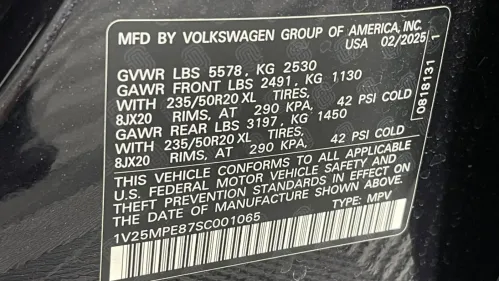 MFD BY VOLKSWAGEN GROUP OF AMERICA, INC.
USA 02/2025
GVWR LBS 5578, KG 2530
GAWR FRONT LBS 2491, KG 1130
WITH 235/50R20 XL TIRES,
8JX20 RIMS, AT 290 KPA, 42 PSI COLD
GAWR REAR LBS 3197, KG 1450
WITH 235/50R20 XL TIRES,
8JX20 RIMS, AT 290 KPA, 42 PSI COLD
THIS VEHICLE CONFORMS TO ALL APPLICABLE
U.S. FEDERAL MOTOR VEHICLE SAFETY AND
THEFT PREVENTION STANDARDS IN EFFECT ON
THE DATE OF MANUFACTURE SHOWN ABOVE.
1V25MPE87SC001065 TYPE: MPV
0818131 1